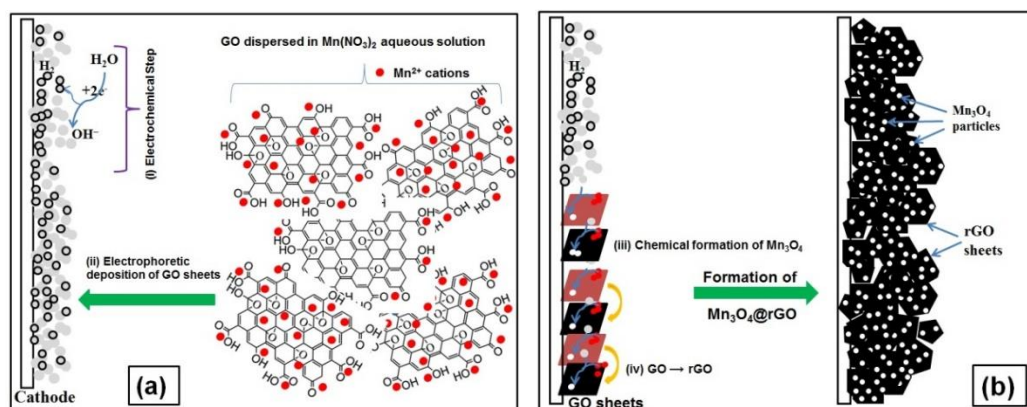 GO dispersed in Mn(NO₃)₂ aqueous solution
Mn²⁺ cations
H₂
H₂O
+2e
OH⁻
(i) Electrochemical Step
(ii) Electrophoretic
deposition of GO sheets
Cathode
(a)
H₂
(iii) Chemical formation of Mn₃O₄
Formation of
Mn₃O₄@rGO
(iv) GO → rGO
GO sheets
Mn₃O₄
particles
rGO
sheets
(b)